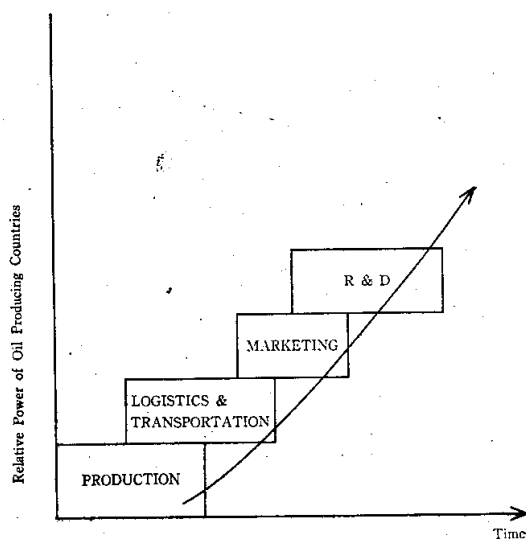 Relative Power of Oil Producing Countries
R & D
MARKETING
LOGISTICS &
TRANSPORTATION
PRODUCTION
Time